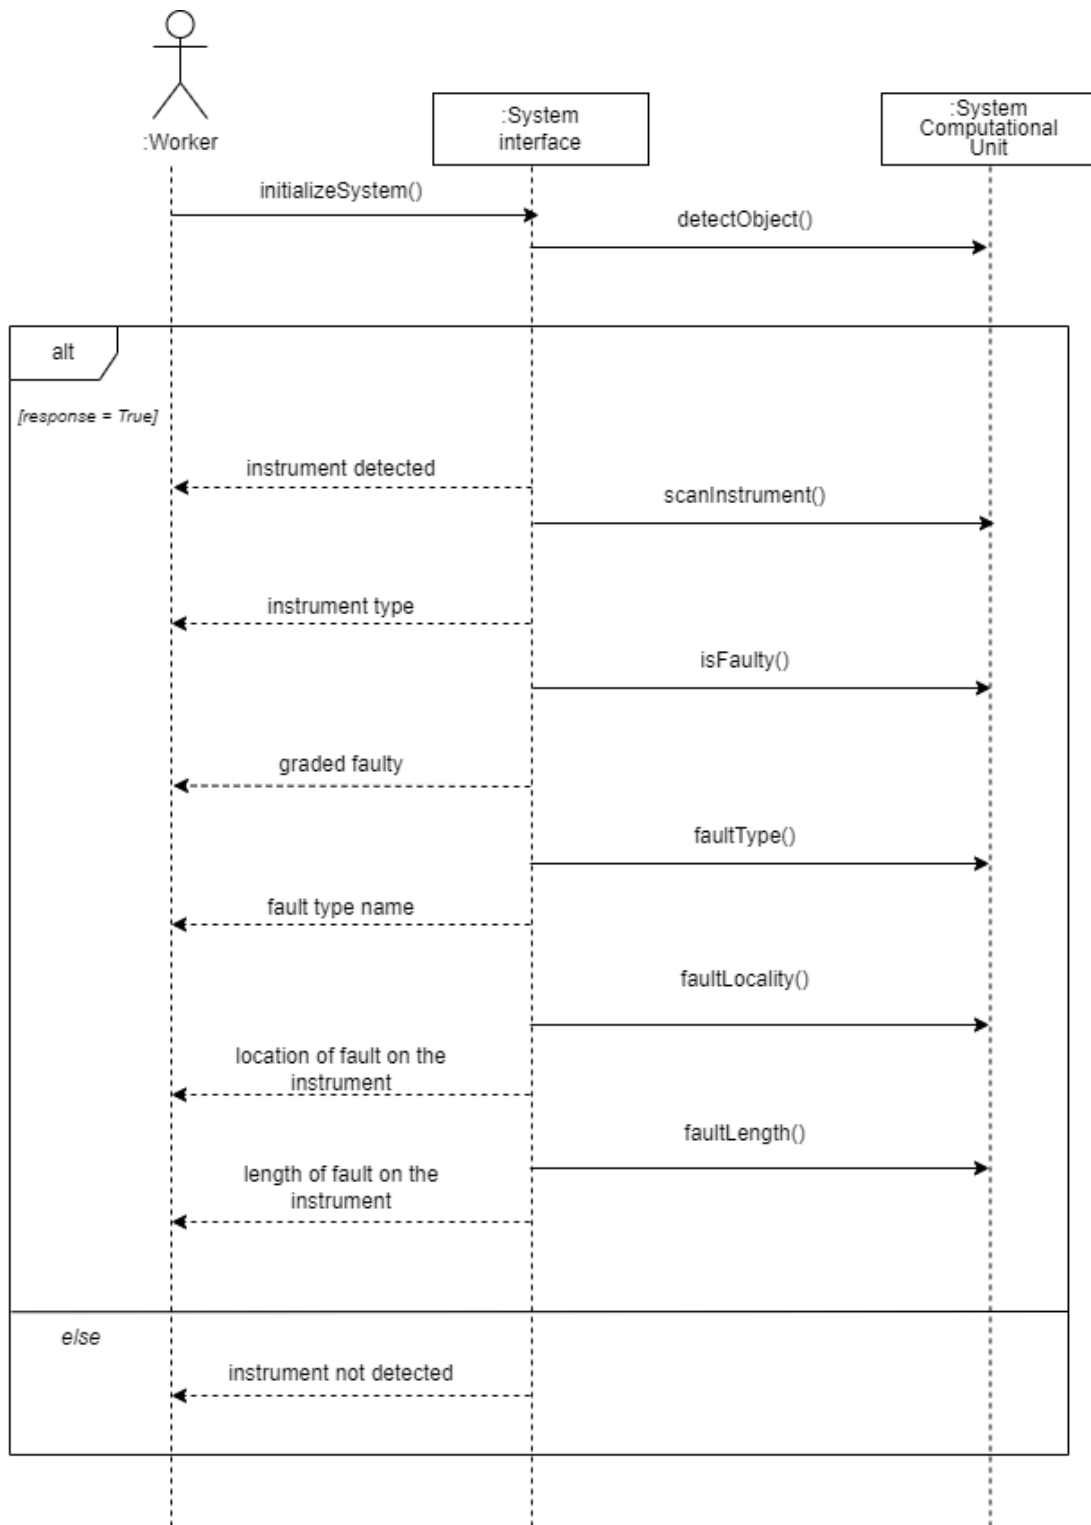 :Worker
:System
interface
:System
Computational
Unit
initializeSystem()
detectObject()
alt
[response = True]
instrument detected
scanInstrument()
instrument type
isFaulty()
graded faulty
faultType()
fault type name
faultLocality()
location of fault on the
instrument
faultLength()
length of fault on the
instrument
else
instrument not detected